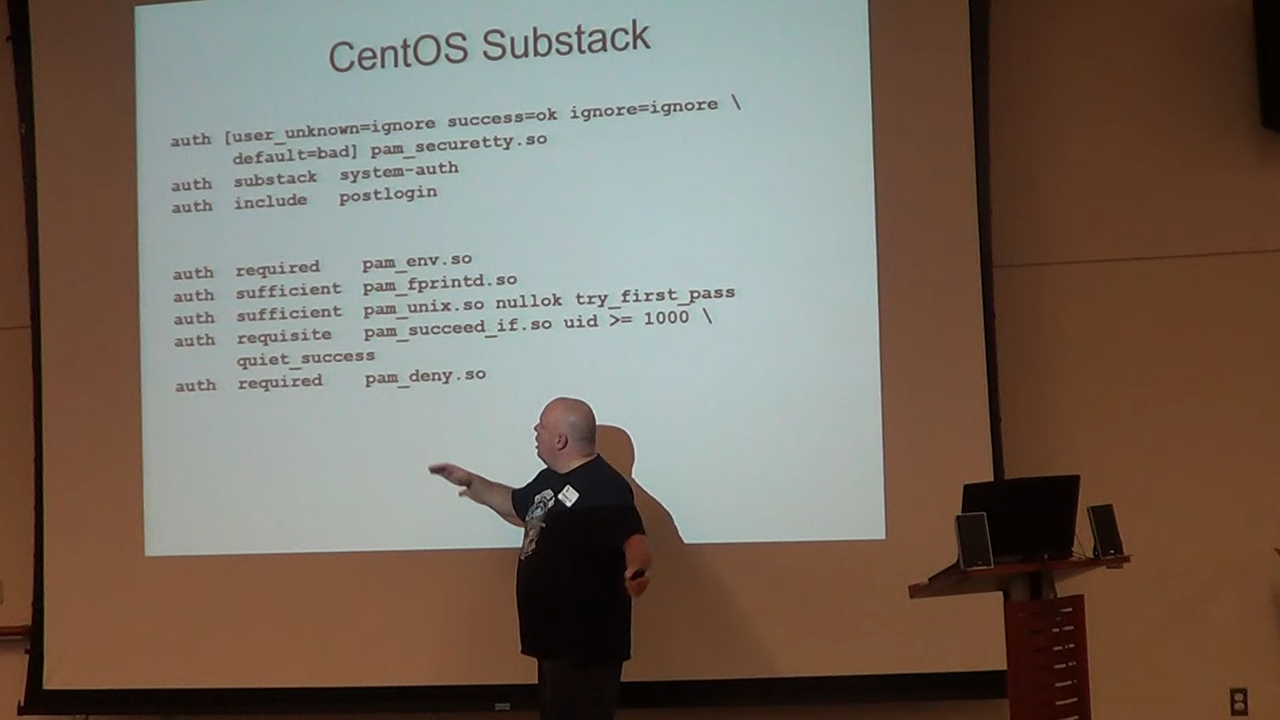 CentOS Substack
auth [user_unknown=ignore success=ok ignore=ignore \
default=bad] pam_securetty.so
auth substack system-auth
auth include postlogin
auth required pam_env.so
auth sufficient pam_fprintd.so
auth sufficient pam_unix.so nullok try_first_pass
auth requisite pam_succeed_if.so uid >= 1000 \
quiet_success
auth required pam_deny.so